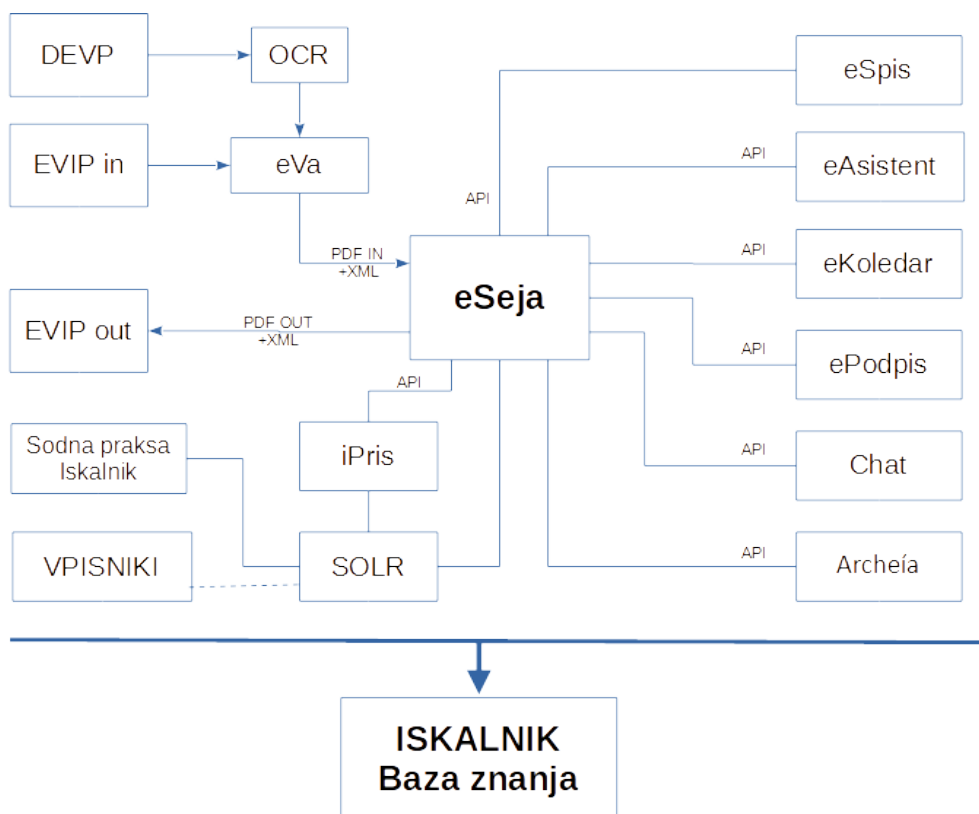 DEVP
OCR
eSpis
EVIP in
eVa
API
eAsistent
API
PDF IN
+XML
eSeja
API
eKoledar
EVIP out
PDF OUT
+XML
API
ePodpis
API
Sodna praksa
Iskalnik
iPris
API
Chat
VPISNIKI
SOLR
API
Archeía
ISKALNIK
Baza znanja